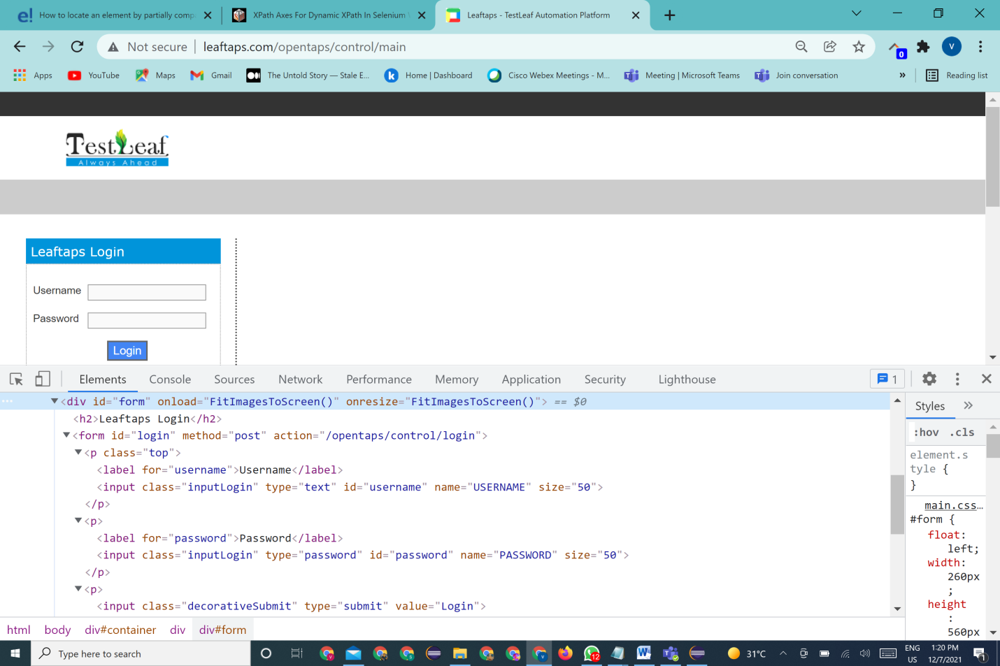 How to locate an element by partially comp
XPath Axes For Dynamic XPath In Selenium
Leaftaps - TestLeaf Automation Platform
Not secure leaftaps.com/opentaps/control/main
0
V
Apps YouTube Maps Gmail The Untold Story — Stale E... Home | Dashboard Cisco Webex Meetings - M... Meeting | Microsoft Teams Join conversation » Reading list
TestLeaf
Always Ahead
Leaftaps Login
Username
Password
Login
Elements Console Sources Network Performance Memory Application Security Lighthouse 1
<div id="form" onload="FitImagesToScreen()" onresize="FitImagesToScreen()"> == $0
<h2>Leaftaps Login</h2>
<form id="login" method="post" action="/opentaps/control/login">
<p class="top">
<label for="username">Username</label>
<input class="inputLogin" type="text" id="username" name="USERNAME" size="50">
</p>
<p>
<label for="password">Password</label>
<input class="inputLogin" type="password" id="password" name="PASSWORD" size="50">
</p>
<p>
<input class="decorativeSubmit" type="submit" value="Login">
Styles »
:hov .cls
element.s
tyle {
}
main.css…
#form {
float:
left;
width:
260px
;
height
:
560px
html body div#container div div#form
Type here to search
12
31°C
ENG
US
1:20 PM
12/7/2021
1